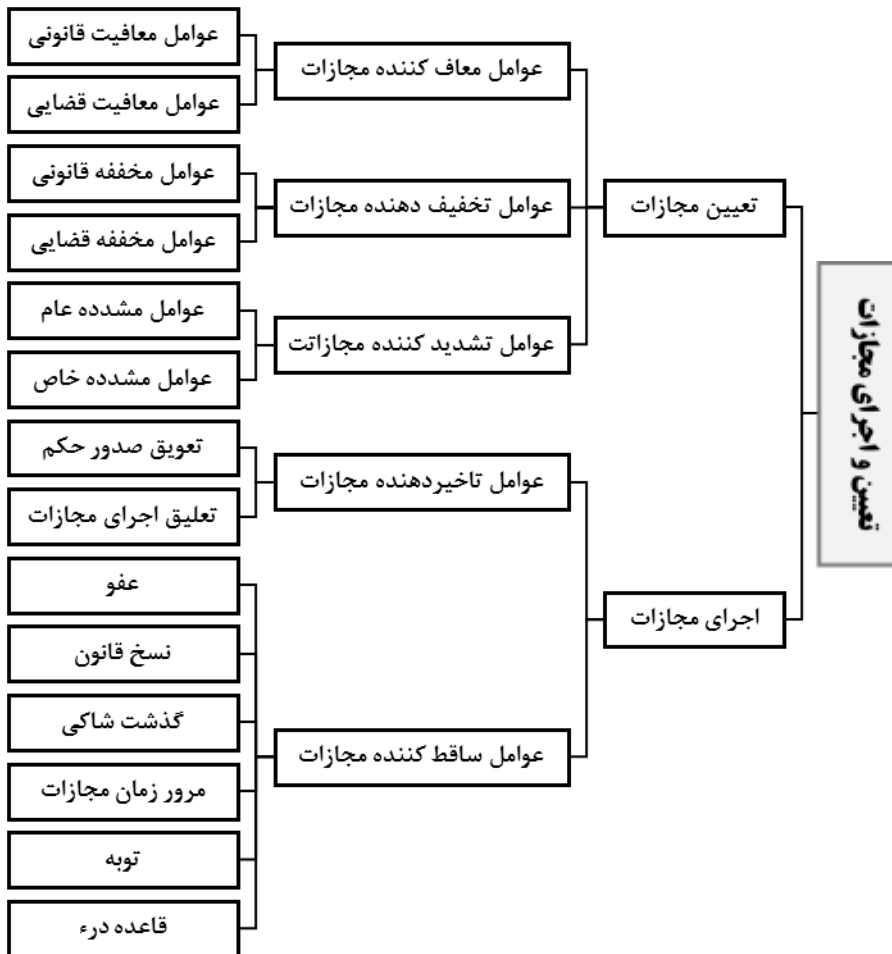 تعیین و اجرای مجازات
تعیین مجازات
عوامل معاف کننده مجازات
عوامل معافیت قانونی
عوامل معافیت قضایی
عوامل تخفیف دهنده مجازات
عوامل مخففه قانونی
عوامل مخففه قضایی
عوامل تشدید کننده مجازاتت
عوامل مشدده عام
عوامل مشدده خاص
اجرای مجازات
عوامل تاخیردهنده مجازات
تعویق صدور حکم
تعلیق اجرای مجازات
عوامل ساقط کننده مجازات
عفو
نسخ قانون
گذشت شاکی
مرور زمان مجازات
توبه
قاعده درء